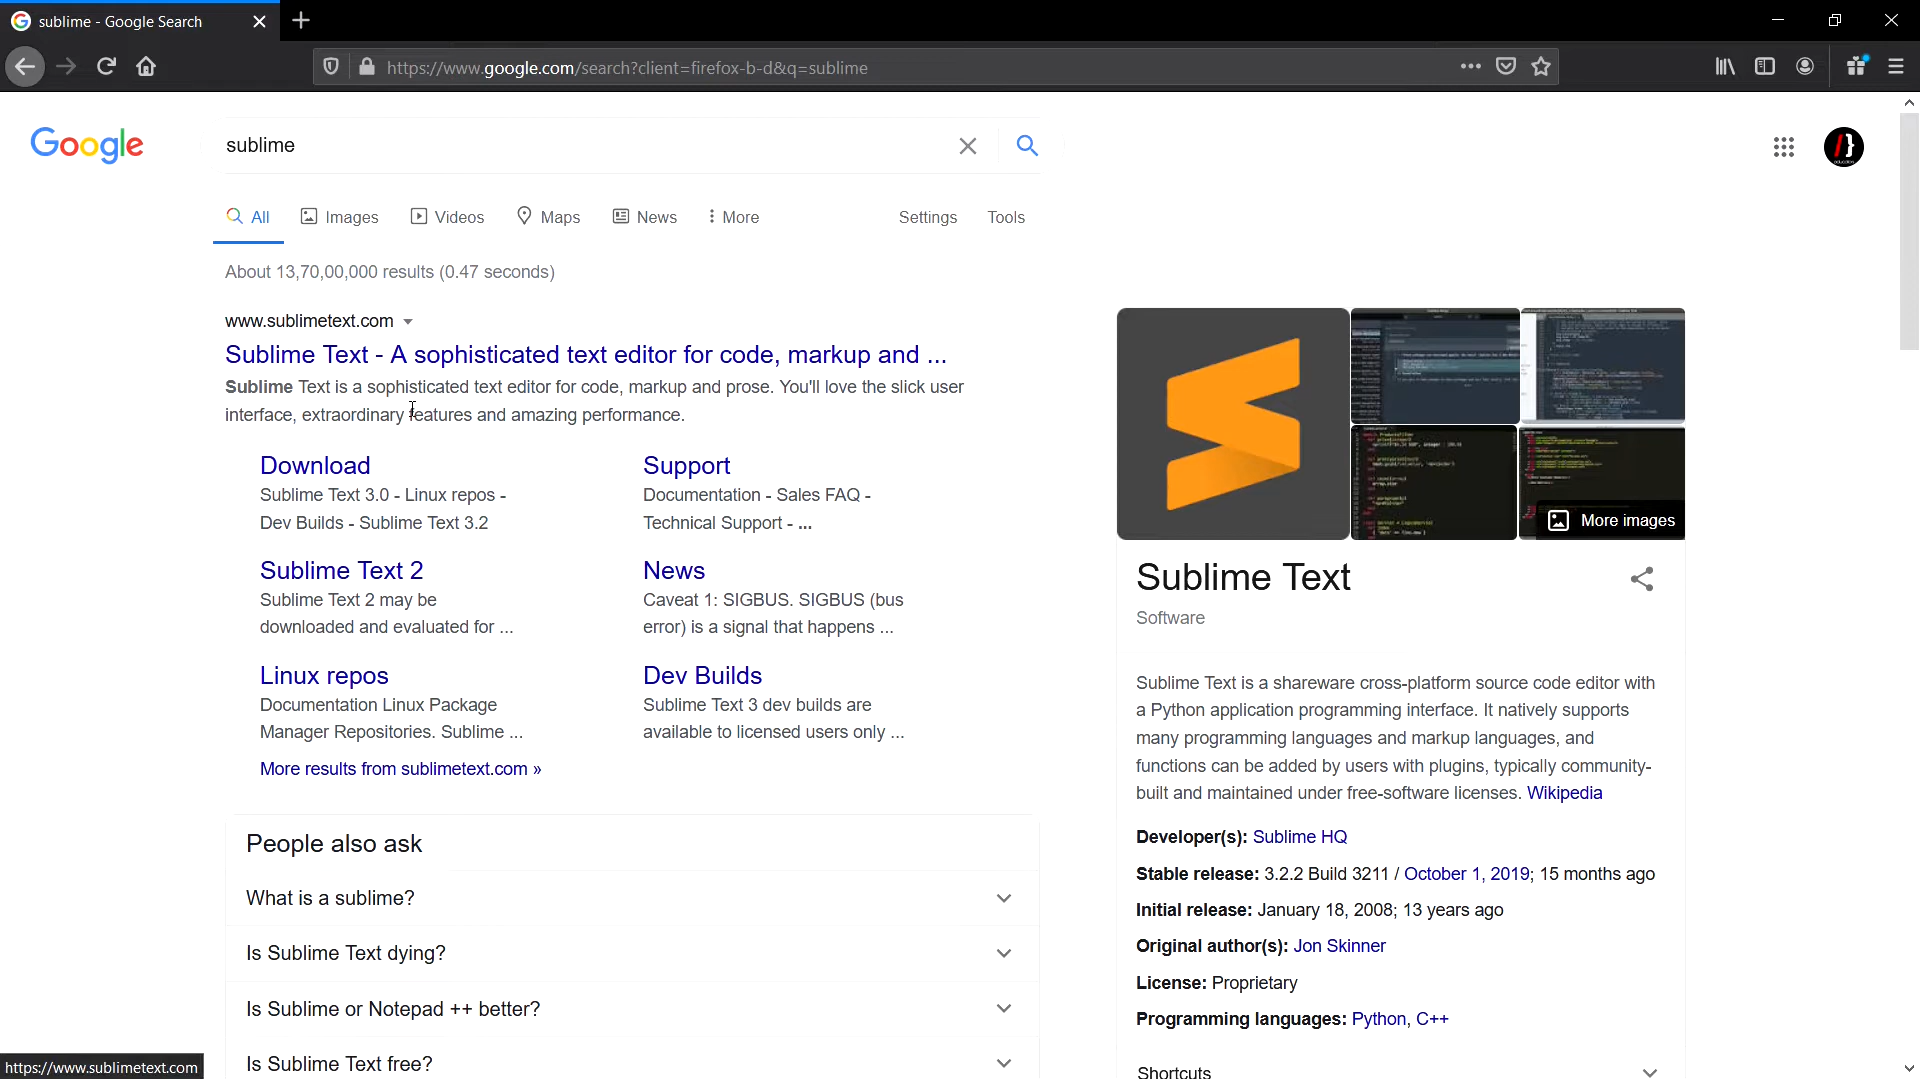 sublime - Google Search
https://www.google.com/search?client=firefox-b-d&q=sublime
Google
sublime
All Images Videos Maps News More Settings Tools
About 13,70,00,000 results (0.47 seconds)
www.sublimetext.com
Sublime Text - A sophisticated text editor for code, markup and ...
Sublime Text is a sophisticated text editor for code, markup and prose. You'll love the slick user
interface, extraordinary features and amazing performance.
Download
Sublime Text 3.0 - Linux repos -
Dev Builds - Sublime Text 3.2
Support
Documentation - Sales FAQ -
Technical Support - ...
Sublime Text 2
Sublime Text 2 may be
downloaded and evaluated for ...
News
Caveat 1: SIGBUS. SIGBUS (bus
error) is a signal that happens ...
Linux repos
Documentation Linux Package
Manager Repositories. Sublime ...
Dev Builds
Sublime Text 3 dev builds are
available to licensed users only ...
More results from sublimetext.com »
People also ask
What is a sublime?
Is Sublime Text dying?
Is Sublime or Notepad ++ better?
Is Sublime Text free?
https://www.sublimetext.com
More images
Sublime Text
Software
Sublime Text is a shareware cross-platform source code editor with
a Python application programming interface. It natively supports
many programming languages and markup languages, and
functions can be added by users with plugins, typically community-
built and maintained under free-software licenses. Wikipedia
Developer(s): Sublime HQ
Stable release: 3.2.2 Build 3211 / October 1, 2019; 15 months ago
Initial release: January 18, 2008; 13 years ago
Original author(s): Jon Skinner
License: Proprietary
Programming languages: Python, C++
Shortcuts